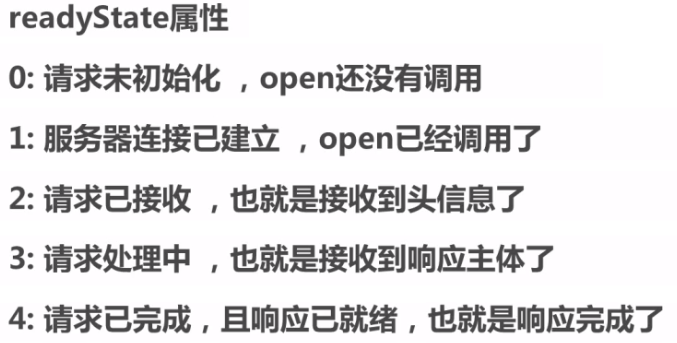 readyState属性
0: 请求未初始化 ，open还没有调用
1: 服务器连接已建立 ，open已经调用了
2: 请求已接收 ，也就是接收到头信息了
3: 请求处理中 ，也就是接收到响应主体了
4: 请求已完成，且响应已就绪，也就是响应完成了